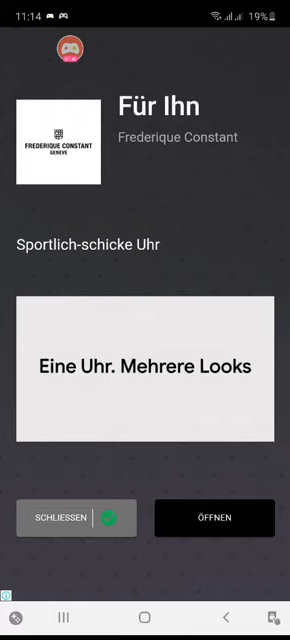 11:14
19%
Für Ihn
Frederique Constant
FREDERIQUE CONSTANT
GENEVE
Sportlich-schicke Uhr
Eine Uhr. Mehrere Looks
SCHLIESSEN
ÖFFNEN